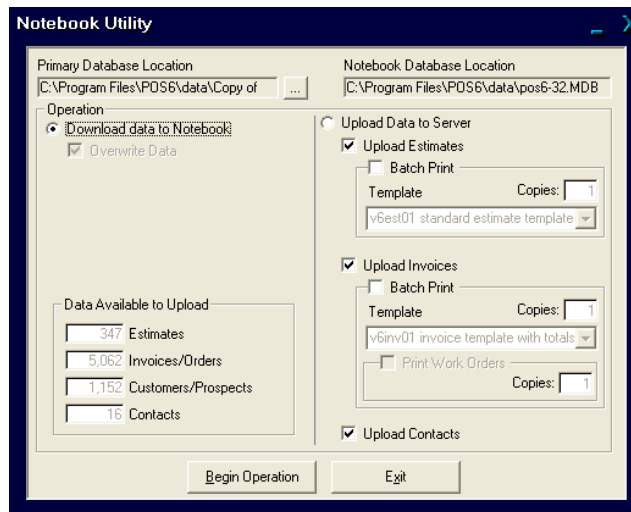 Notebook Utility
Primary Database Location
C:\Program Files\POS6\data\Copy of
...
Notebook Database Location
C:\Program Files\POS6\data\pos6-32.MDB
Operation
Download data to Notebook
Overwrite Data
Data Available to Upload
347 Estimates
5,062 Invoices/Orders
1,152 Customers/Prospects
16 Contacts
Upload Data to Server
Upload Estimates
Batch Print
Template Copies: 1
v6est01 standard estimate template
Upload Invoices
Batch Print
Template Copies: 1
v6inv01 invoice template with totals
Print Work Orders
Copies: 1
Upload Contacts
Begin Operation Exit